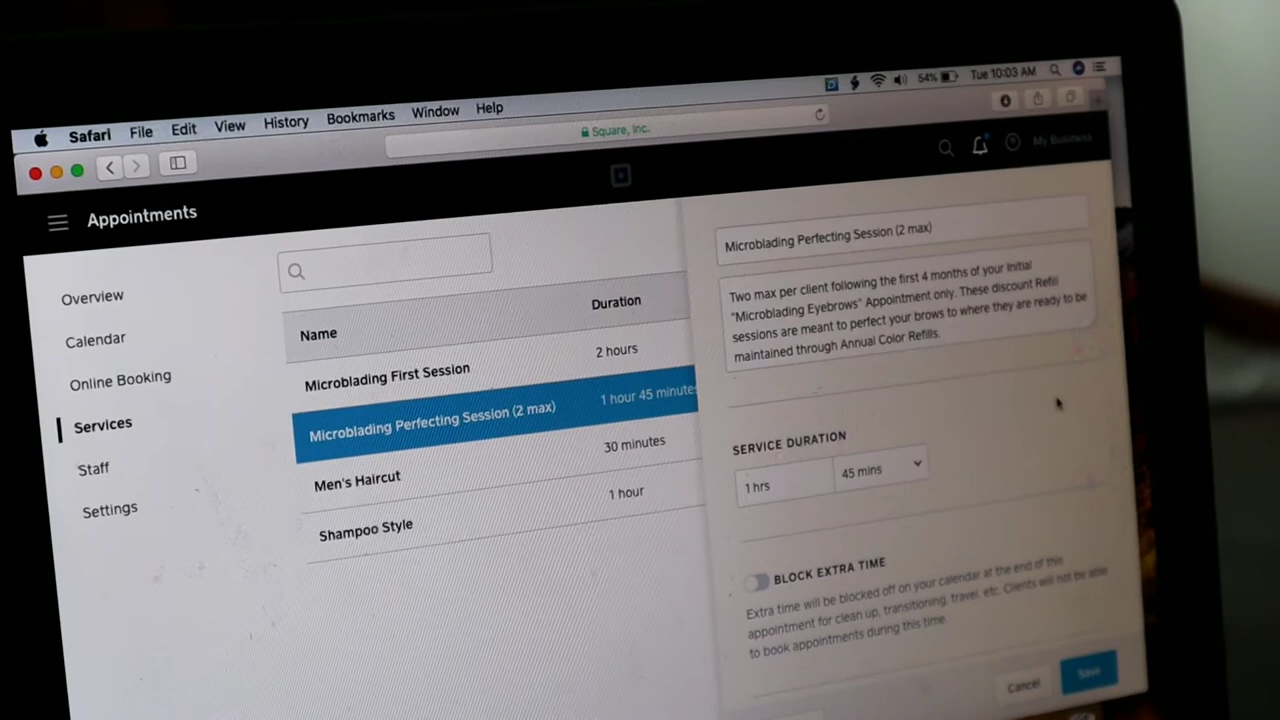 Safari File Edit View History Bookmarks Window Help 54% Tue 10:03 AM
Square, Inc.
Appointments
My Business
Overview
Calendar
Online Booking
Services
Staff
Settings
Name Duration
Microblading First Session 2 hours
Microblading Perfecting Session (2 max) 1 hour 45 minutes
Men's Haircut 30 minutes
Shampoo Style 1 hour
Microblading Perfecting Session (2 max)
Two max per client following the first 4 months of your Initial
"Microblading Eyebrows" Appointment only. These discount Refill
sessions are meant to perfect your brows to where they are ready to be
maintained through Annual Color Refills.
SERVICE DURATION
1 hrs 45 mins
BLOCK EXTRA TIME
Extra time will be blocked off on your calendar at the end of this
appointment for clean up, transitioning, travel, etc. Clients will not be able
to book appointments during this time.
Cancel Save